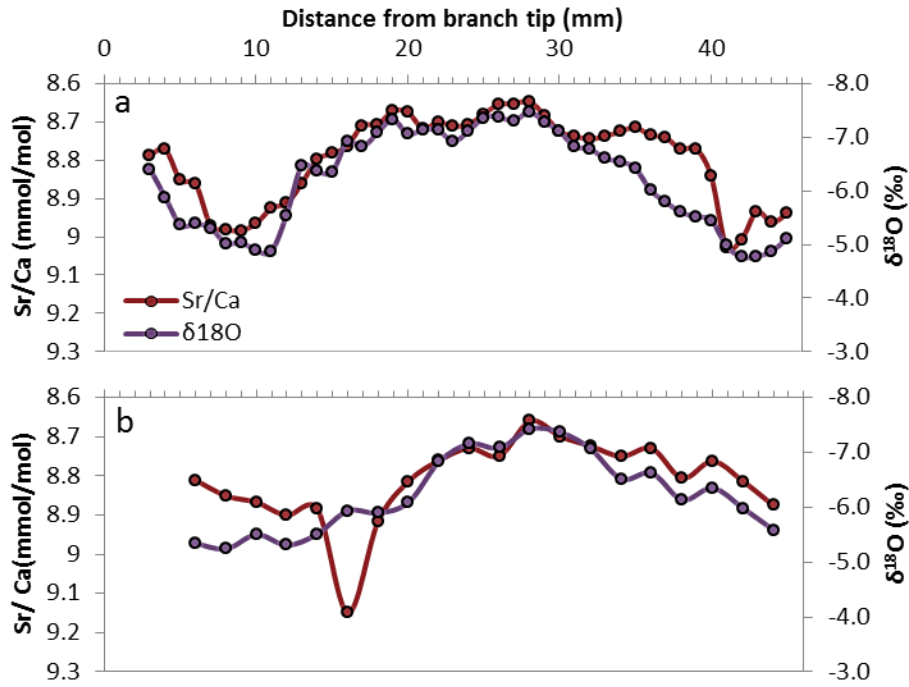 Distance from branch tip (mm)
0 10 20 30 40
a
Sr/Ca (mmol/mol)
8.6
8.7
8.8
8.9
9
9.1
9.2
9.3
Sr/Ca
δ18O
-8.0
-7.0
-6.0
-5.0
-4.0
-3.0
δ¹⁸O (‰)
b
Sr/ Ca(mmol/mol)
8.6
8.7
8.8
8.9
9
9.1
9.2
9.3
-8.0
-7.0
-6.0
-5.0
-4.0
-3.0
δ¹⁸O (‰)